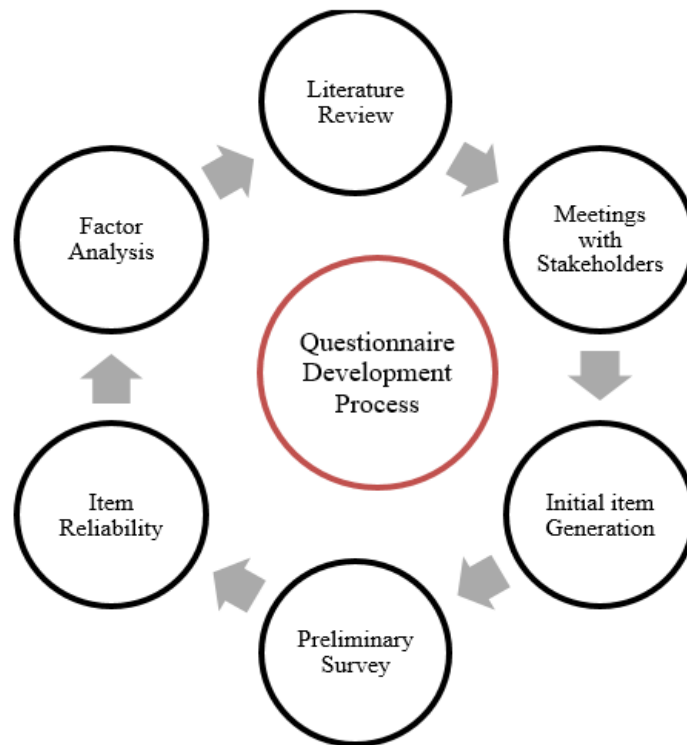 Literature
Review
Meetings
with
Stakeholders
Initial item
Generation
Preliminary
Survey
Item
Reliability
Factor
Analysis
Questionnaire
Development
Process